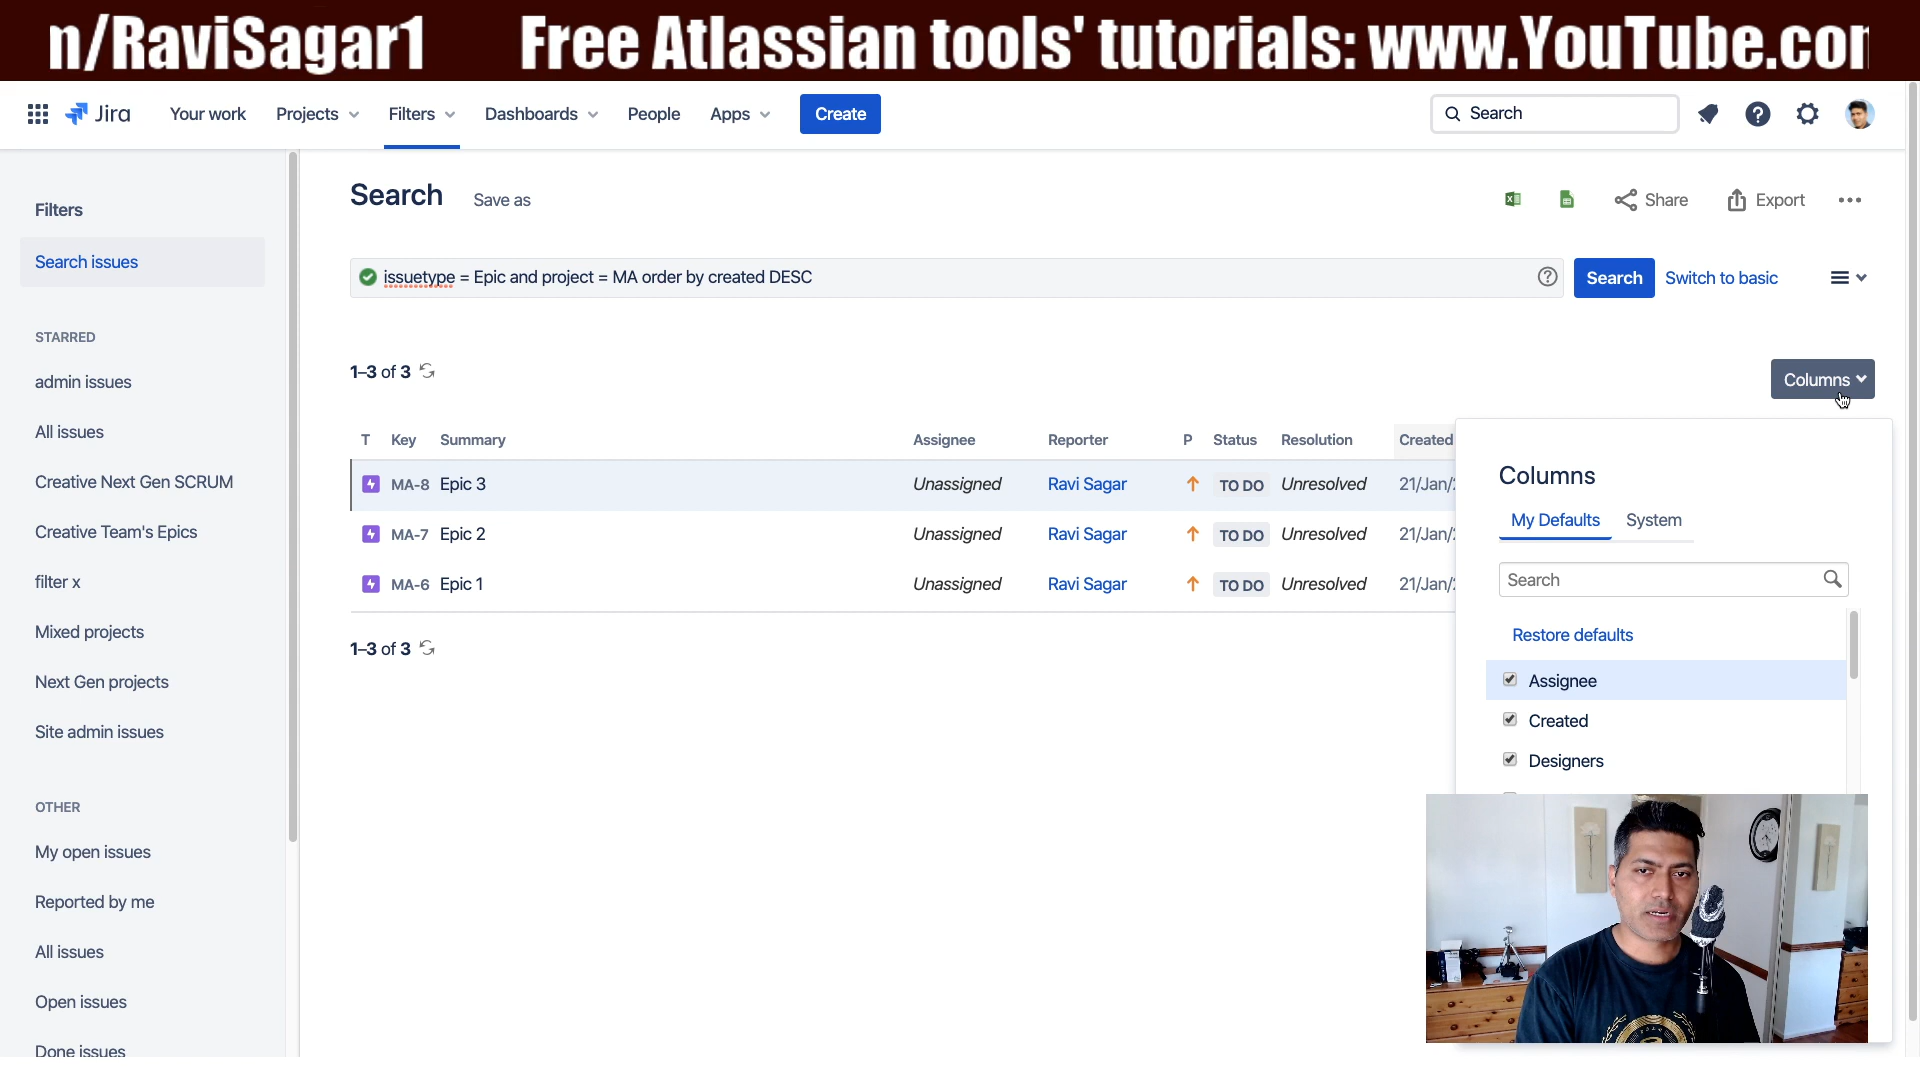 n/RaviSagar1 Free Atlassian tools' tutorials: www.YouTube.co
Jira Your work Projects Filters Dashboards People Apps Create Search
Filters
Search issues
STARRED
admin issues
All issues
Creative Next Gen SCRUM
Creative Team's Epics
filter x
Mixed projects
Next Gen projects
Site admin issues
OTHER
My open issues
Reported by me
All issues
Open issues
Done issues
Search Save as Share Export
issuetype = Epic and project = MA order by created DESC Search Switch to basic
1–3 of 3 Columns
T Key Summary Assignee Reporter P Status Resolution Created
MA-8 Epic 3 Unassigned Ravi Sagar TO DO Unresolved 21/Jan/
MA-7 Epic 2 Unassigned Ravi Sagar TO DO Unresolved 21/Jan/
MA-6 Epic 1 Unassigned Ravi Sagar TO DO Unresolved 21/Jan/
1–3 of 3
Columns
My Defaults System
Search
Restore defaults
Assignee
Created
Designers